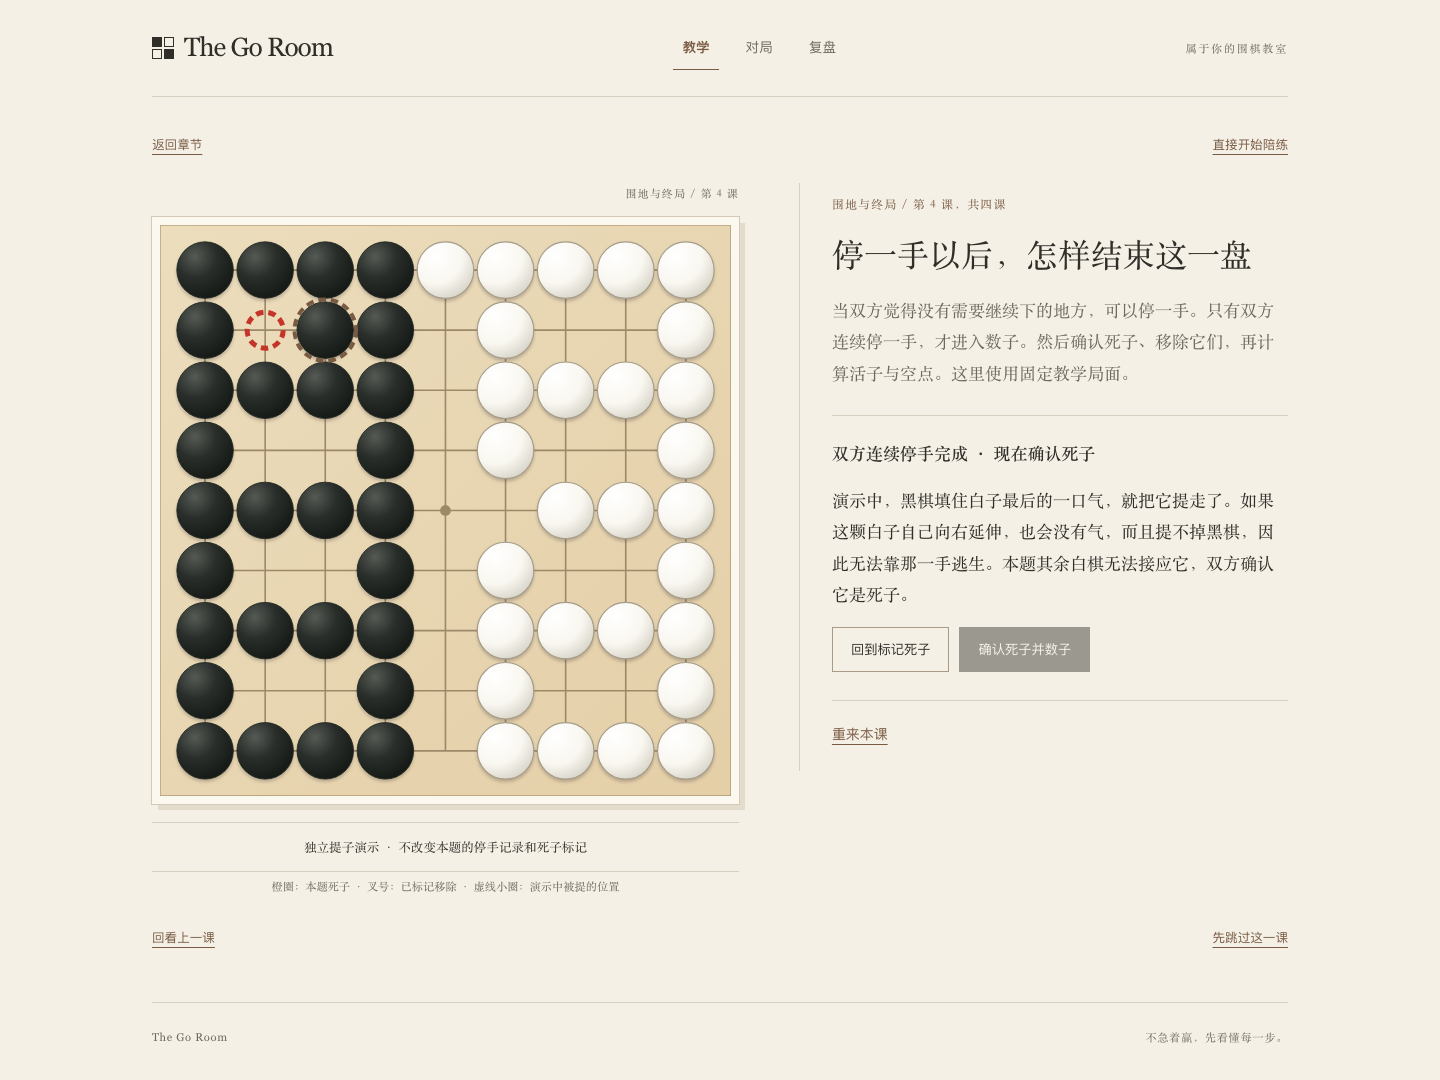 The Go Room
教学
对局
复盘
属于你的围棋教室
返回章节
直接开始陪练
围地与终局 / 第 4 课
围地与终局 / 第 4 课，共四课
停一手以后，怎样结束这一盘
当双方觉得没有需要继续下的地方，可以停一手。只有双方
连续停一手，才进入数子。然后确认死子、移除它们，再计
算活子与空点。这里使用固定教学局面。
双方连续停手完成 · 现在确认死子
演示中，黑棋填住白子最后的一口气，就把它提走了。如果
这颗白子自己向右延伸，也会没有气，而且提不掉黑棋，因
此无法靠那一手逃生。本题其余白棋无法接应它，双方确认
它是死子。
回到标记死子
确认死子并数子
重来本课
独立提子演示 · 不改变本题的停手记录和死子标记
橙圈：本题死子 · 叉号：已标记移除 · 虚线小圈：演示中被提的位置
回看上一课
先跳过这一课
The Go Room
不急着赢，先看懂每一步。